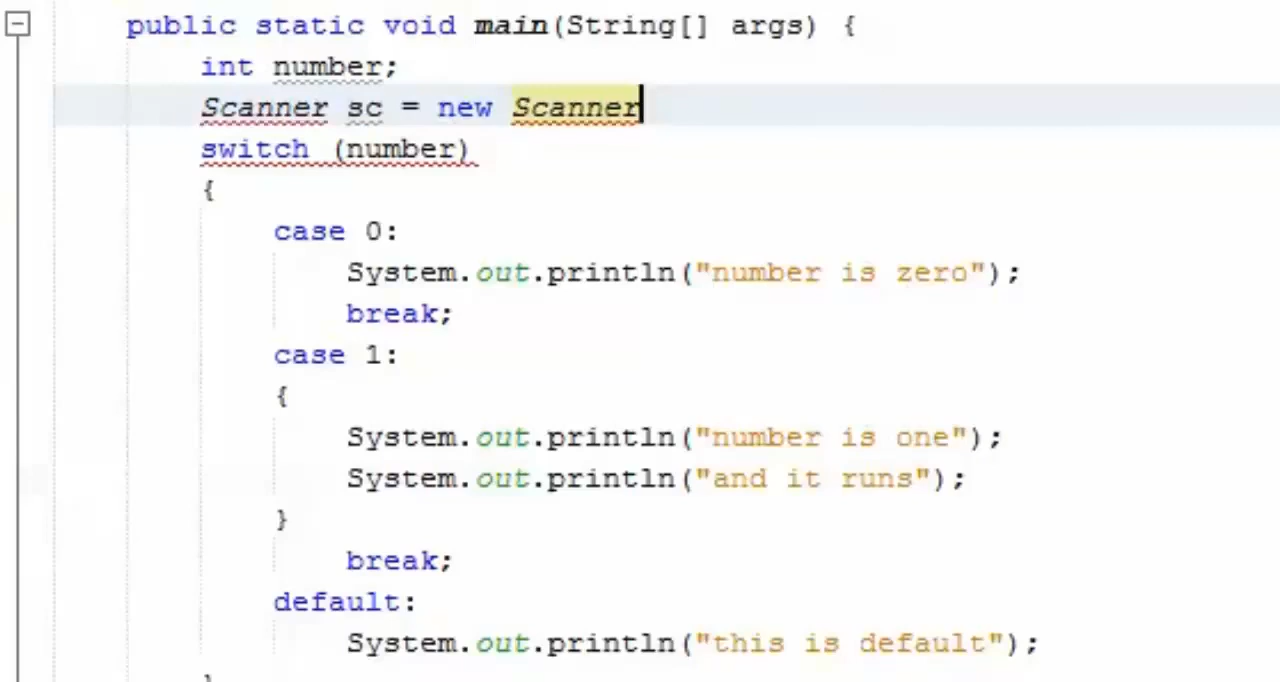 public static void main(String[] args) {
int number;
Scanner sc = new Scanner
switch (number)
{
case 0:
System.out.println("number is zero");
break;
case 1:
{
System.out.println("number is one");
System.out.println("and it runs");
}
break;
default:
System.out.println("this is default");